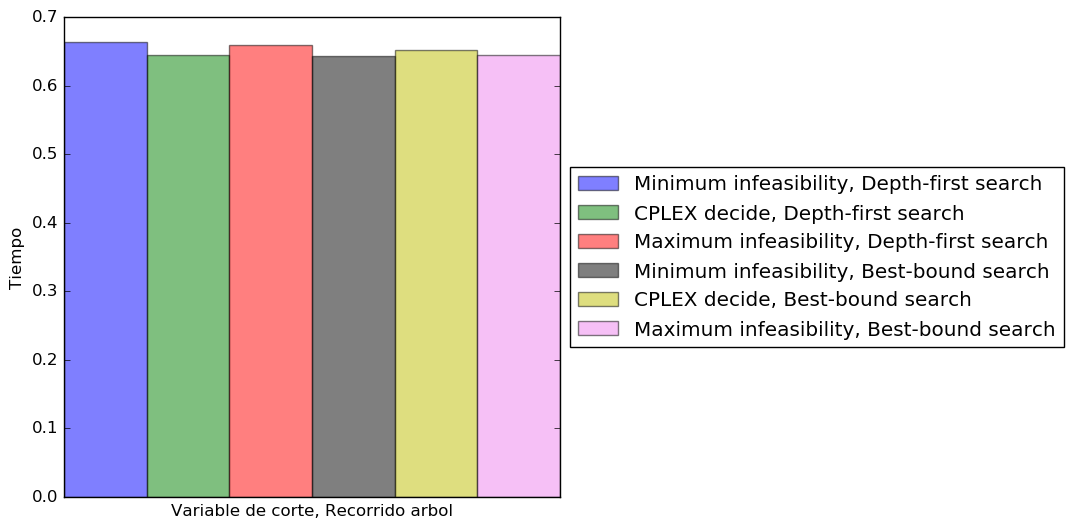 0.7
0.6
0.5
0.4
0.3
0.2
0.1
0.0
Tiempo
Variable de corte, Recorrido arbol
Minimum infeasibility, Depth-first search
CPLEX decide, Depth-first search
Maximum infeasibility, Depth-first search
Minimum infeasibility, Best-bound search
CPLEX decide, Best-bound search
Maximum infeasibility, Best-bound search